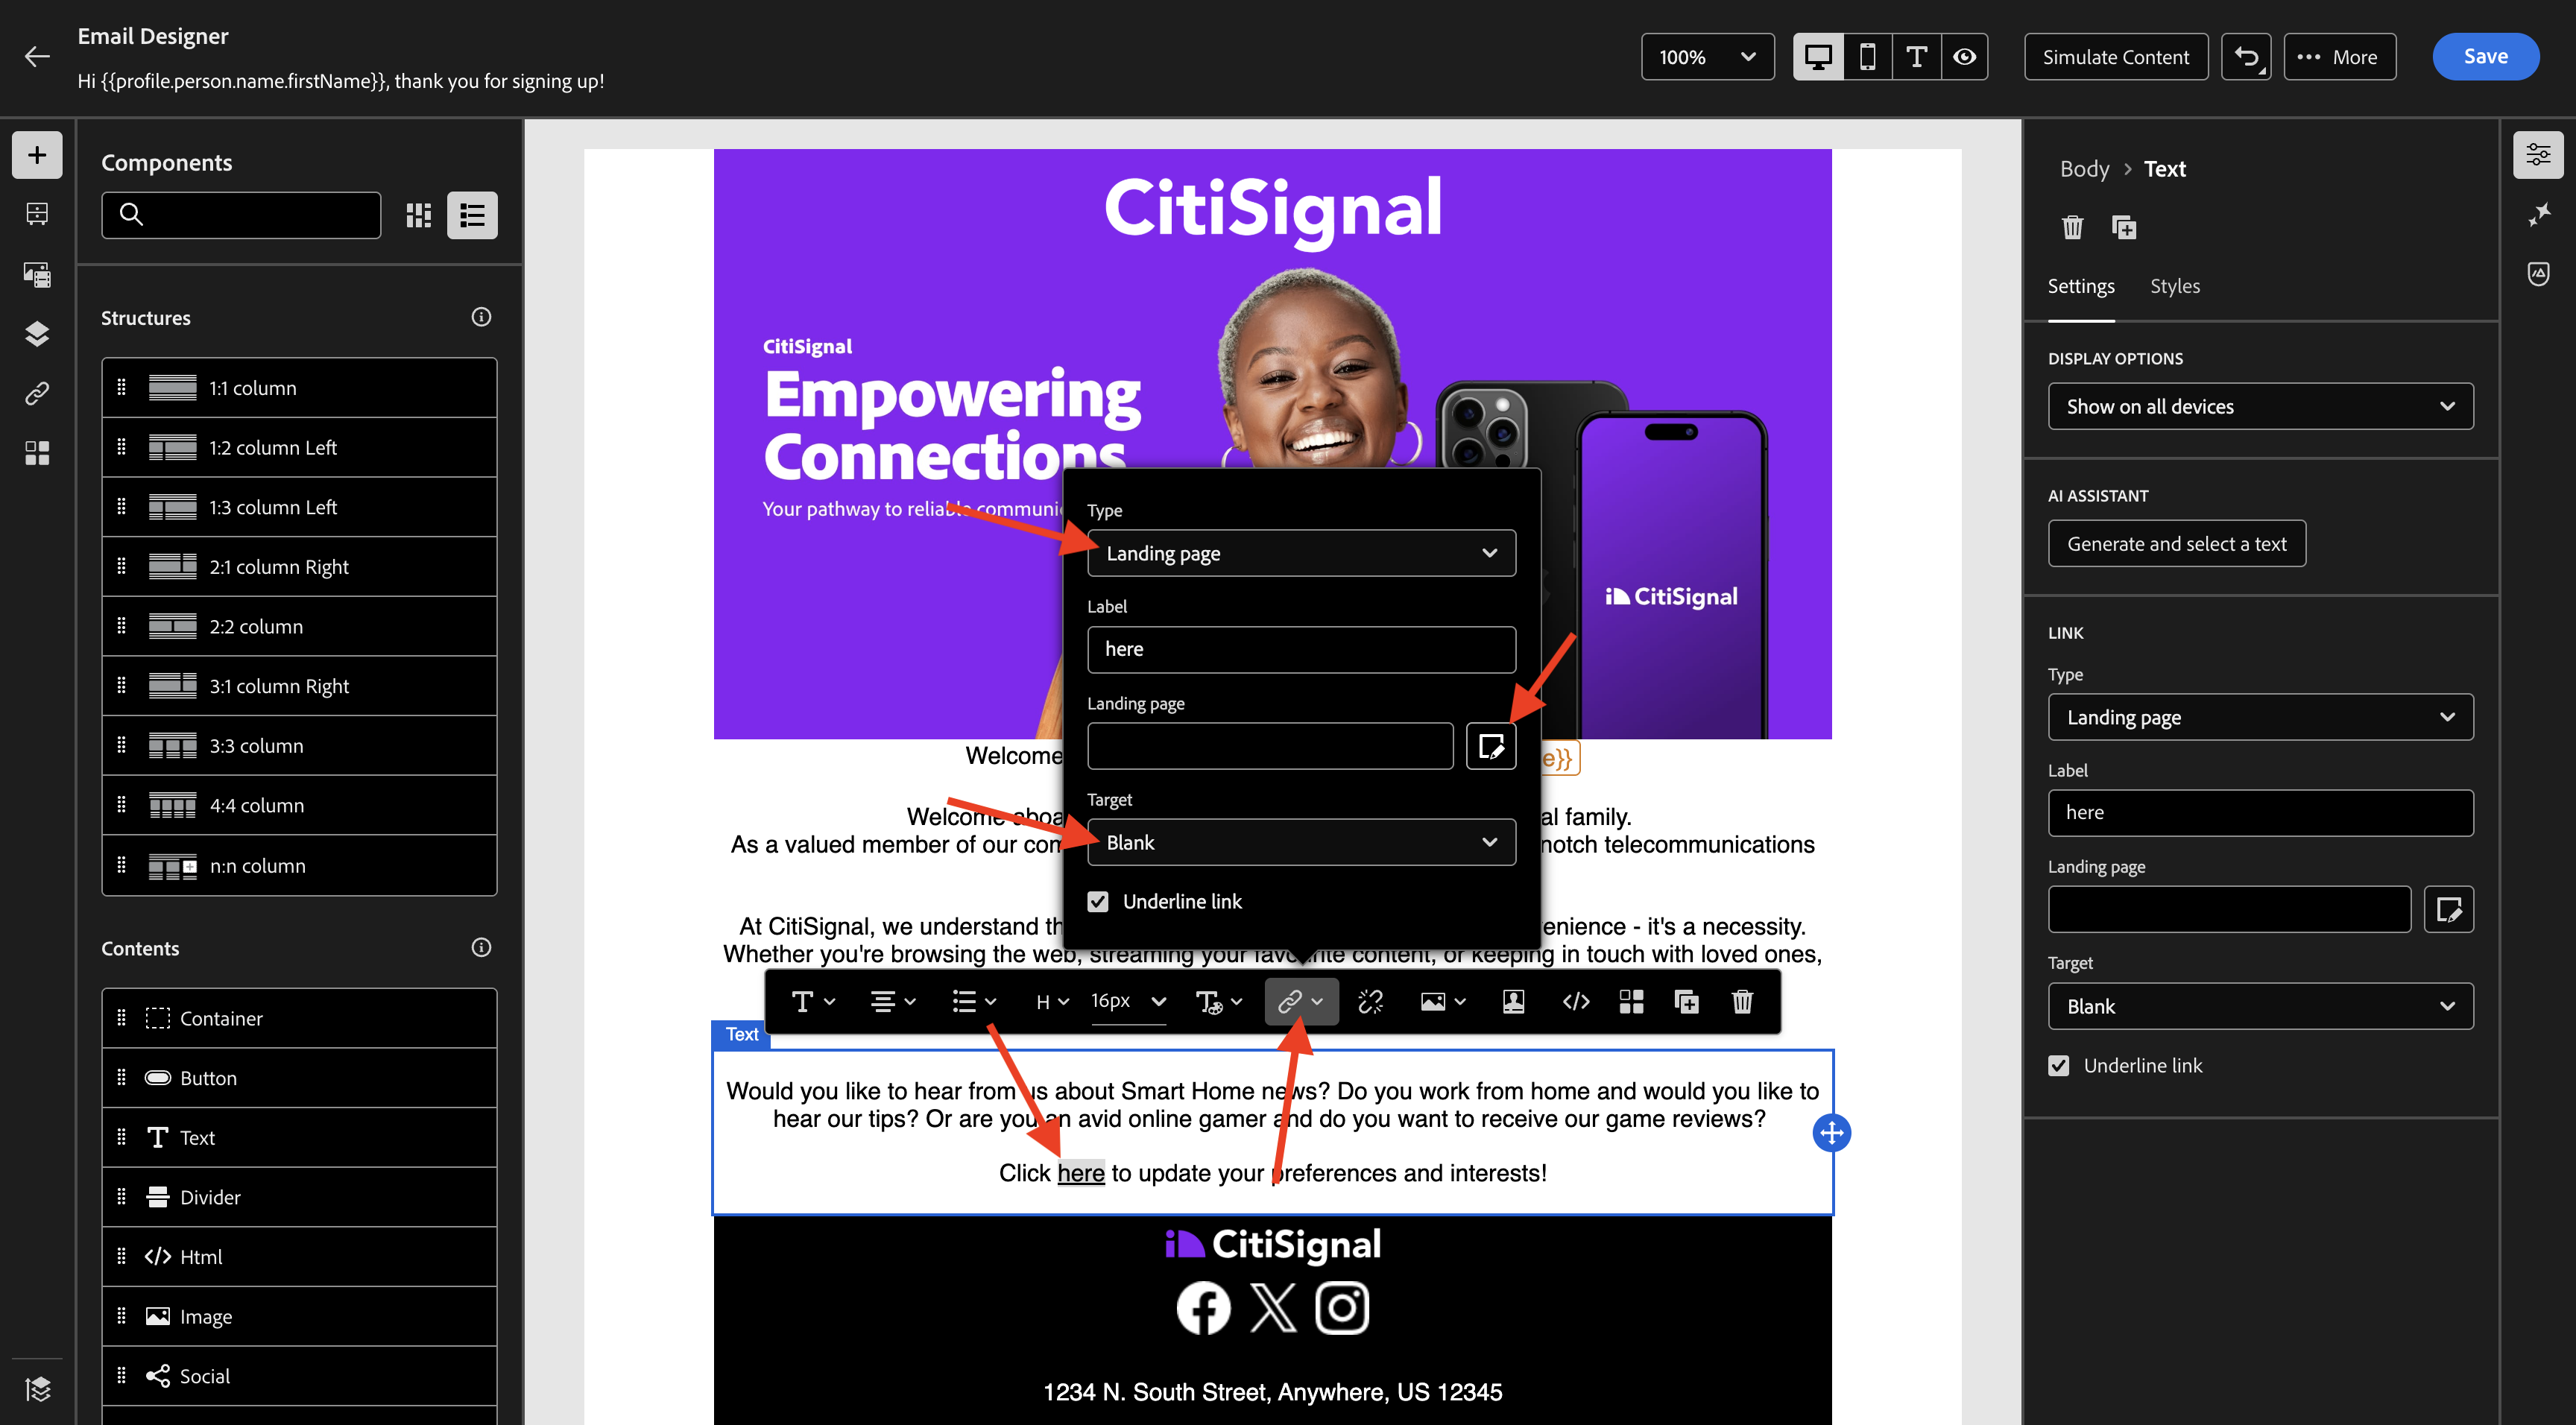 Email Designer
Hi {{profile.person.name.firstName}}, thank you for signing up!
100%
Simulate Content
More
Save
Components
Structures
1:1 column
1:2 column Left
1:3 column Left
2:1 column Right
2:2 column
3:1 column Right
3:3 column
4:4 column
n:n column
Contents
Container
Button
Text
Divider
Html
Image
Social
CitiSignal
CitiSignal
Empowering
Connections
Your pathway to reliable communi
CitiSignal
Type
Landing page
Label
here
Landing page
Target
Blank
Underline link
Welcome
e}}
Welcome aboa
al family.
As a valued member of our com
notch telecommunications
At CitiSignal, we understand th
enience - it's a necessity.
Whether you're browsing the web, streaming your favourite content, or keeping in touch with loved ones,
H
16px
Text
Would you like to hear from us about Smart Home news? Do you work from home and would you like to
hear our tips? Or are you an avid online gamer and do you want to receive our game reviews?
Click here to update your preferences and interests!
CitiSignal
1234 N. South Street, Anywhere, US 12345
Body > Text
Settings
Styles
DISPLAY OPTIONS
Show on all devices
AI ASSISTANT
Generate and select a text
LINK
Type
Landing page
Label
here
Landing page
Target
Blank
Underline link